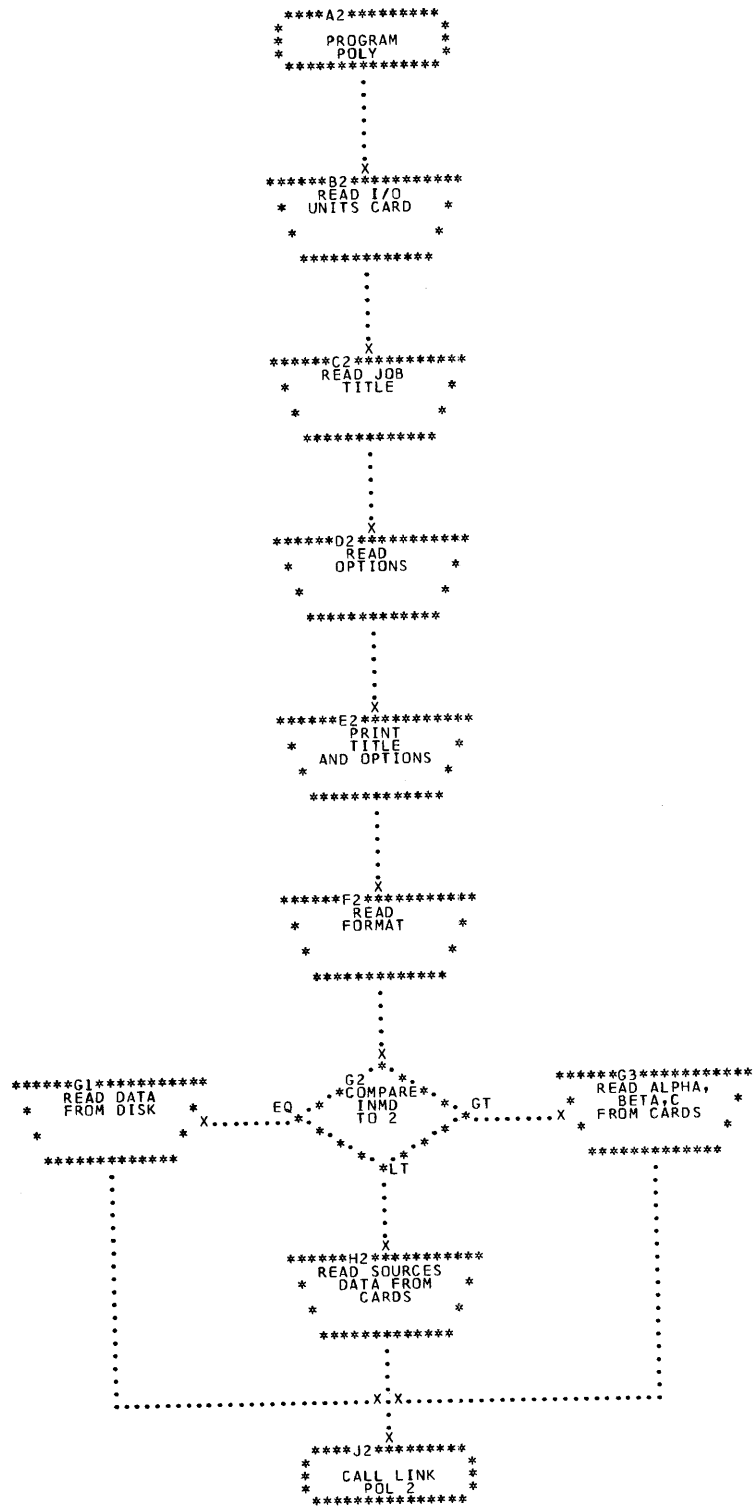 A2
PROGRAM
POLY
X
B2
READ I/O
UNITS CARD
X
C2
READ JOB
TITLE
X
D2
READ
OPTIONS
X
E2
PRINT
TITLE
AND OPTIONS
X
F2
READ
FORMAT
X
G1
READ DATA
FROM DISK
X
EQ
G2
COMPARE
INMD
TO 2
GT
LT
X
G3
READ ALPHA,
BETA,C
FROM CARDS
X
H2
READ SOURCES
DATA FROM
CARDS
X X
X
J2
CALL LINK
POL 2